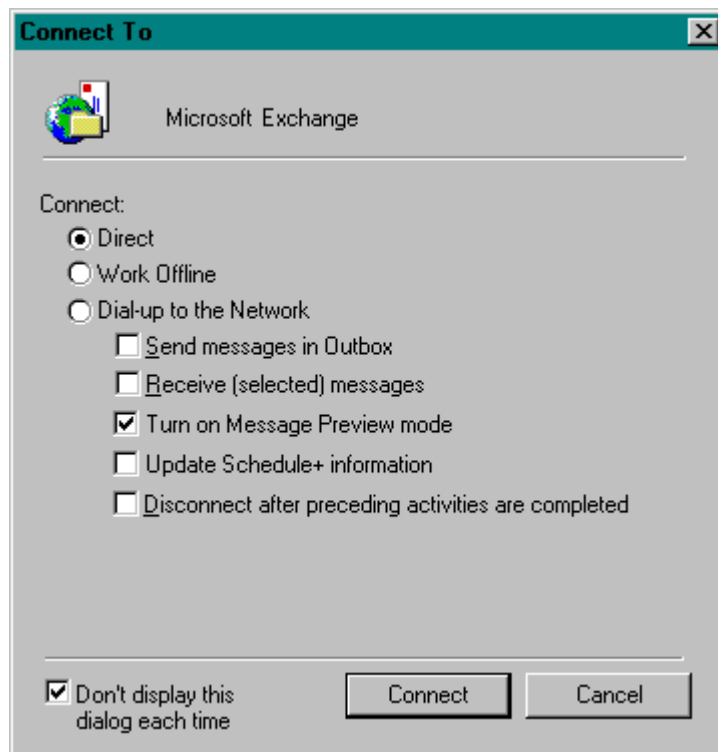 Connect To
Microsoft Exchange
Connect:
Direct
Work Offline
Dial-up to the Network
Send messages in Outbox
Receive (selected) messages
Turn on Message Preview mode
Update Schedule+ information
Disconnect after preceding activities are completed
Don't display this
dialog each time
Connect
Cancel